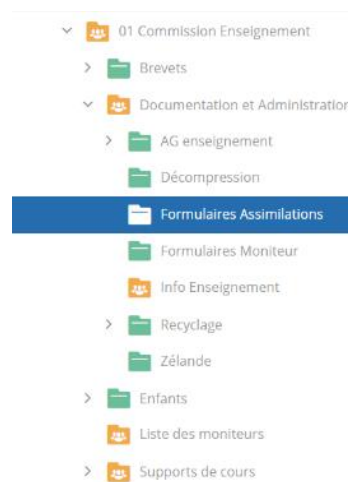 01 Commission Enseignement
Brevets
Documentation et Administration
AG enseignement
Décompression
Formulaires Assimilations
Formulaires Moniteur
Info Enseignement
Recyclage
Zélande
Enfants
Liste des moniteurs
Supports de cours